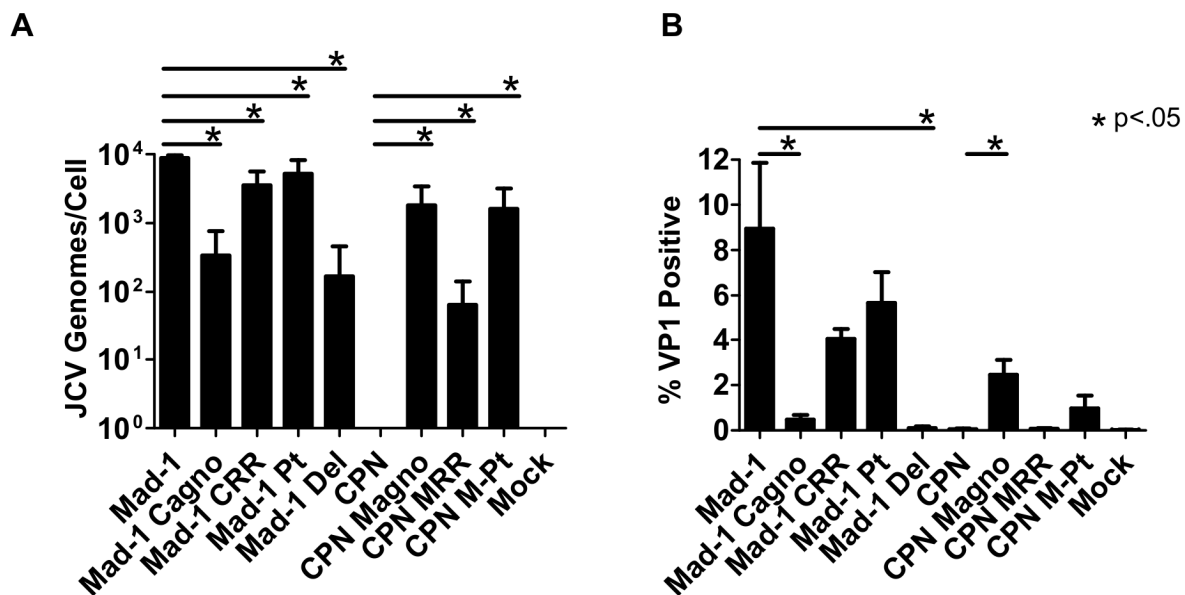 A
*
*
*
*
*
*
*
JCV Genomes/Cell
10⁴
10³
10²
10¹
10⁰
Mad-1
Mad-1 Cagno
Mad-1 CRR
Mad-1 Pt
Mad-1 Del
CPN
CPN Magno
CPN MRR
CPN M-Pt
Mock
B
* p<.05
*
*
*
% VP1 Positive
12
10
8
6
4
2
0
Mad-1
Mad-1 Cagno
Mad-1 CRR
Mad-1 Pt
Mad-1 Del
CPN
CPN Magno
CPN MRR
CPN M-Pt
Mock